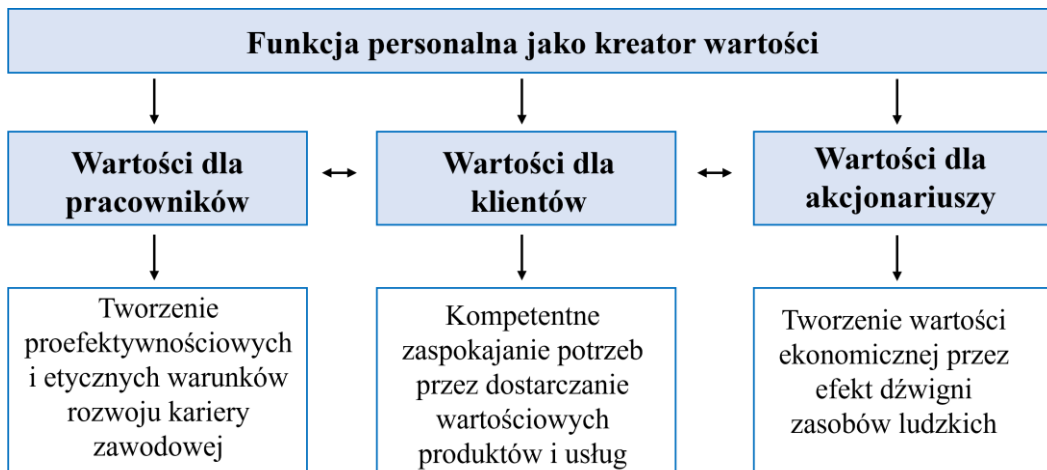 Funkcja personalna jako kreator wartości
Wartości dla
pracowników
Wartości dla
klientów
Wartości dla
akcjonariuszy
Tworzenie
proefektywnościowych
i etycznych warunków
rozwoju kariery
zawodowej
Kompetentne
zaspokajanie potrzeb
przez dostarczanie
wartościowych
produktów i usług
Tworzenie wartości
ekonomicznej przez
efekt dźwigni
zasobów ludzkich